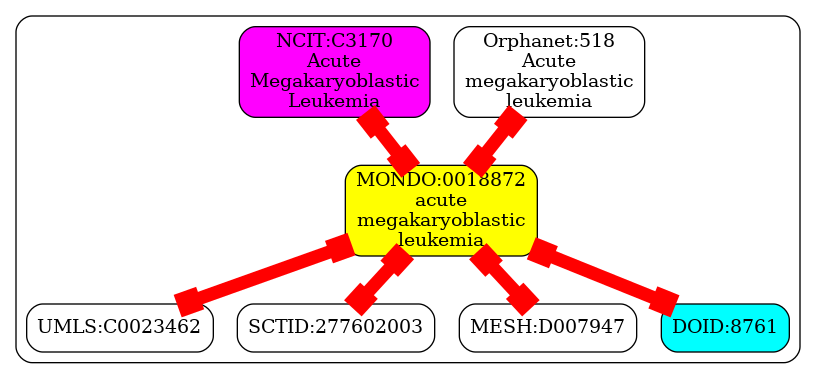 NCIT:C3170
Acute
Megakaryoblastic
Leukemia
Orphanet:518
Acute
megakaryoblastic
leukemia
MONDO:0018872
acute
megakaryoblastic
leukemia
UMLS:C0023462
SCTID:277602003
MESH:D007947
DOID:8761